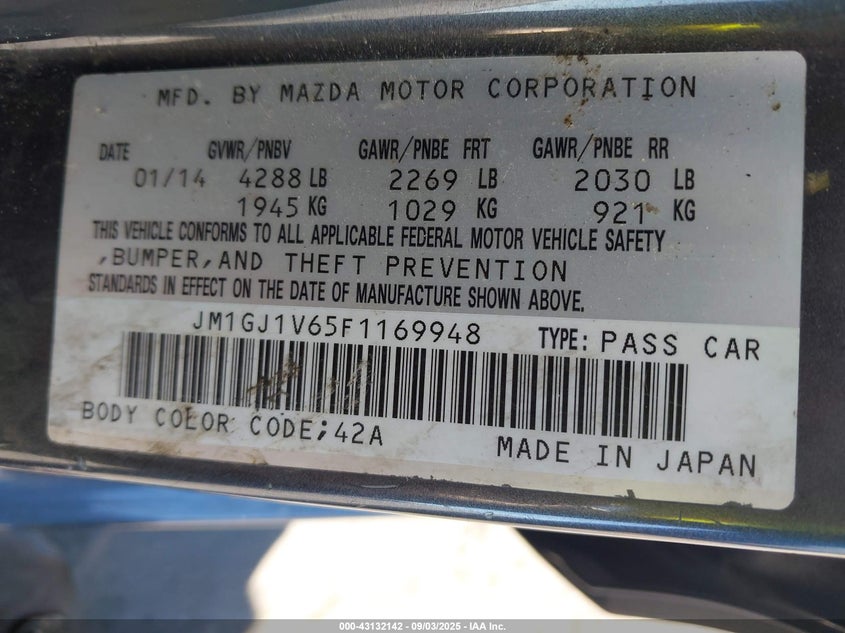 MFD. BY MAZDA MOTOR CORPORATION
DATE GVWR/PNBV GAWR/PNBE FRT GAWR/PNBE RR
01/14 4288 LB 2269 LB 2030 LB
1945 KG 1029 KG 921 KG
THIS VEHICLE CONFORMS TO ALL APPLICABLE FEDERAL MOTOR VEHICLE SAFETY
,BUMPER,AND THEFT PREVENTION
STANDARDS IN EFFECT ON THE DATE OF MANUFACTURE SHOWN ABOVE.
JM1GJ1V65F1169948 TYPE: PASS CAR
BODY COLOR CODE;42A
MADE IN JAPAN
000-43132142 - 09/03/2025 - IAA Inc.